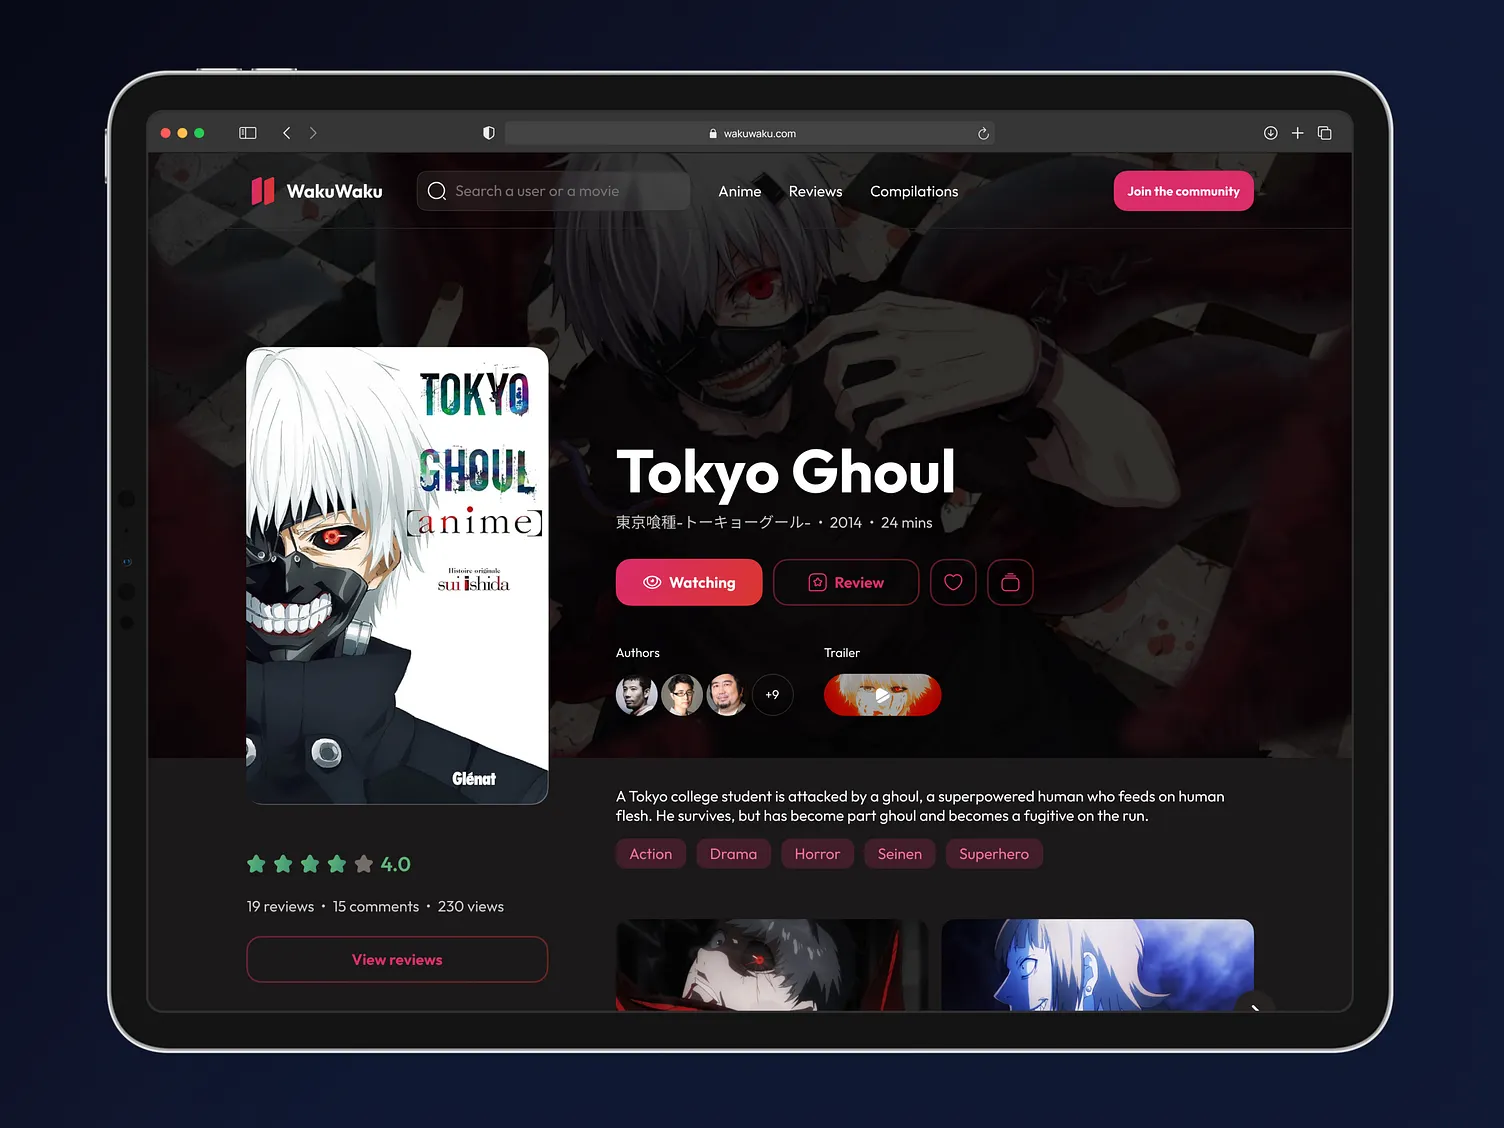 wakuwaku.com
WakuWaku
Search a user or a movie
Anime
Reviews
Compilations
Join the community
TOKYO
GHOUL
[anime]
Histoire originale
sui ishida
Glénat
Tokyo Ghoul
東京喰種-トーキョーグール- • 2014 • 24 mins
Watching
Review
Authors
Trailer
+9
A Tokyo college student is attacked by a ghoul, a superpowered human who feeds on human
flesh. He survives, but has become part ghoul and becomes a fugitive on the run.
Action
Drama
Horror
Seinen
Superhero
4.0
19 reviews • 15 comments • 230 views
View reviews